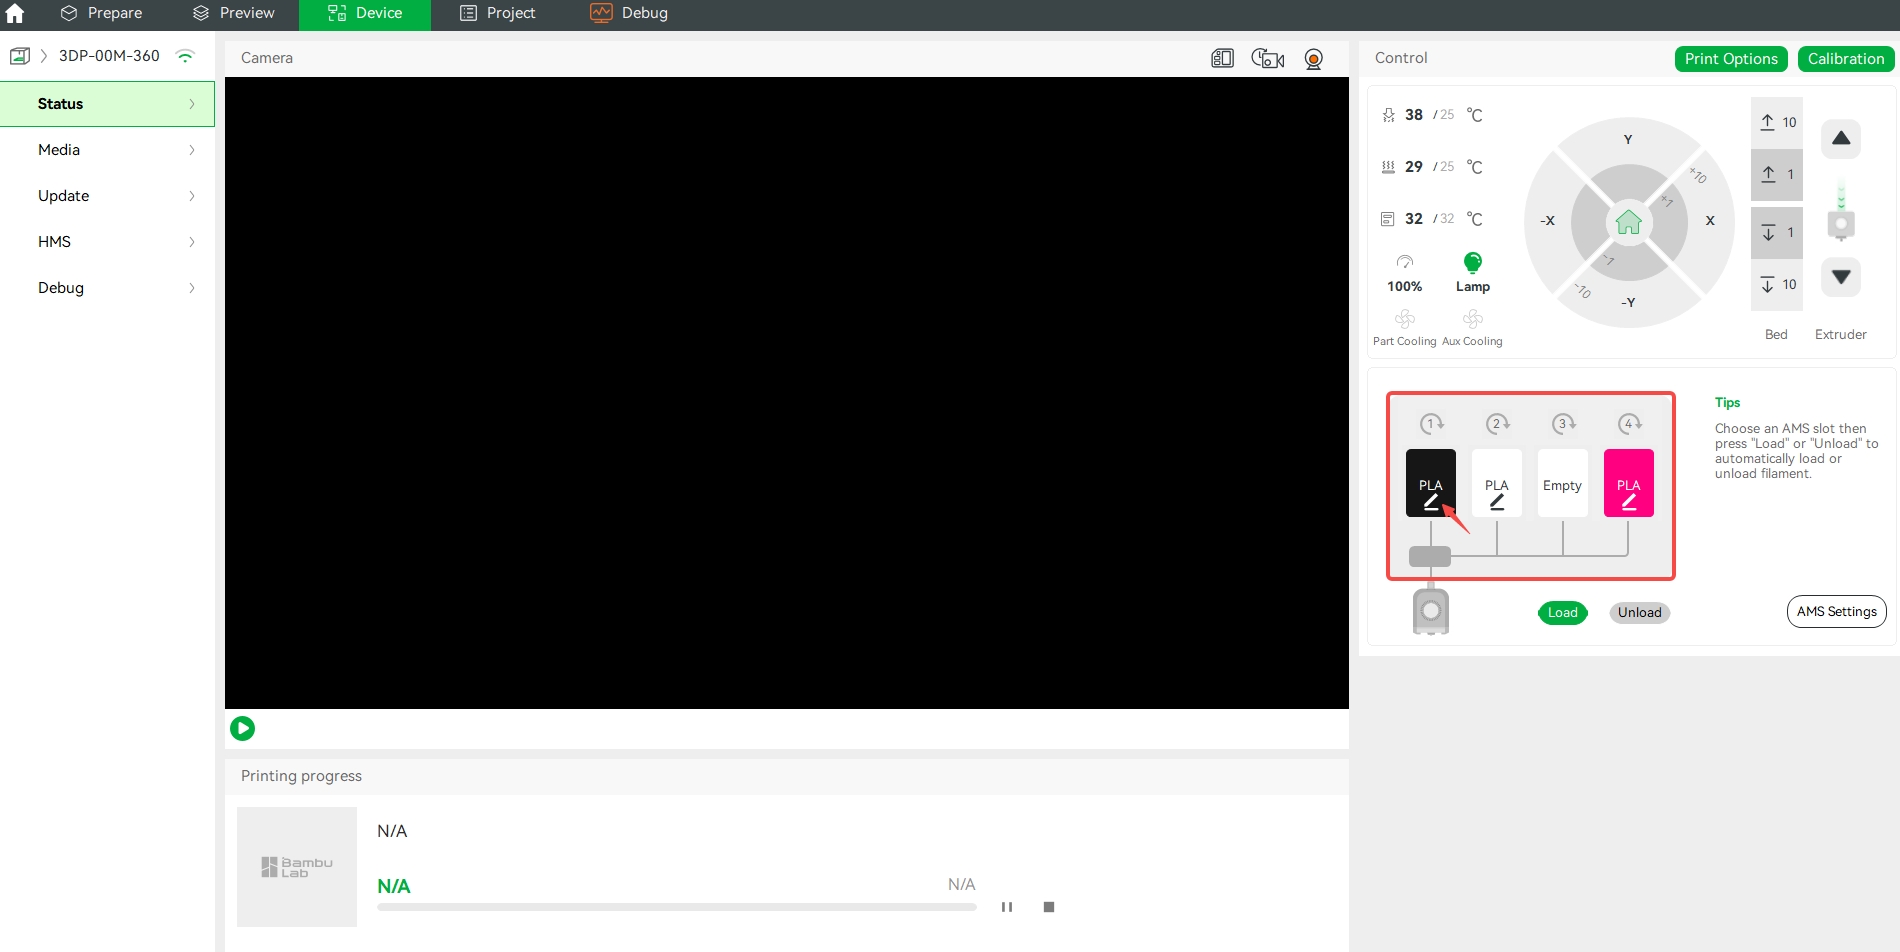 Prepare
Preview
Device
Project
Debug
3DP-00M-360
Status
Media
Update
HMS
Debug
Camera
Control
Print Options
Calibration
38 /25 °C
29 /25 °C
32 /32 °C
100%
Lamp
Part Cooling
Aux Cooling
Y
-X
X
-Y
+10
+1
-1
-10
10
1
1
10
Bed
Extruder
1
2
3
4
PLA
PLA
Empty
PLA
Tips
Choose an AMS slot then
press "Load" or "Unload" to
automatically load or
unload filament.
Load
Unload
AMS Settings
Printing progress
Bambu
Lab
N/A
N/A
N/A